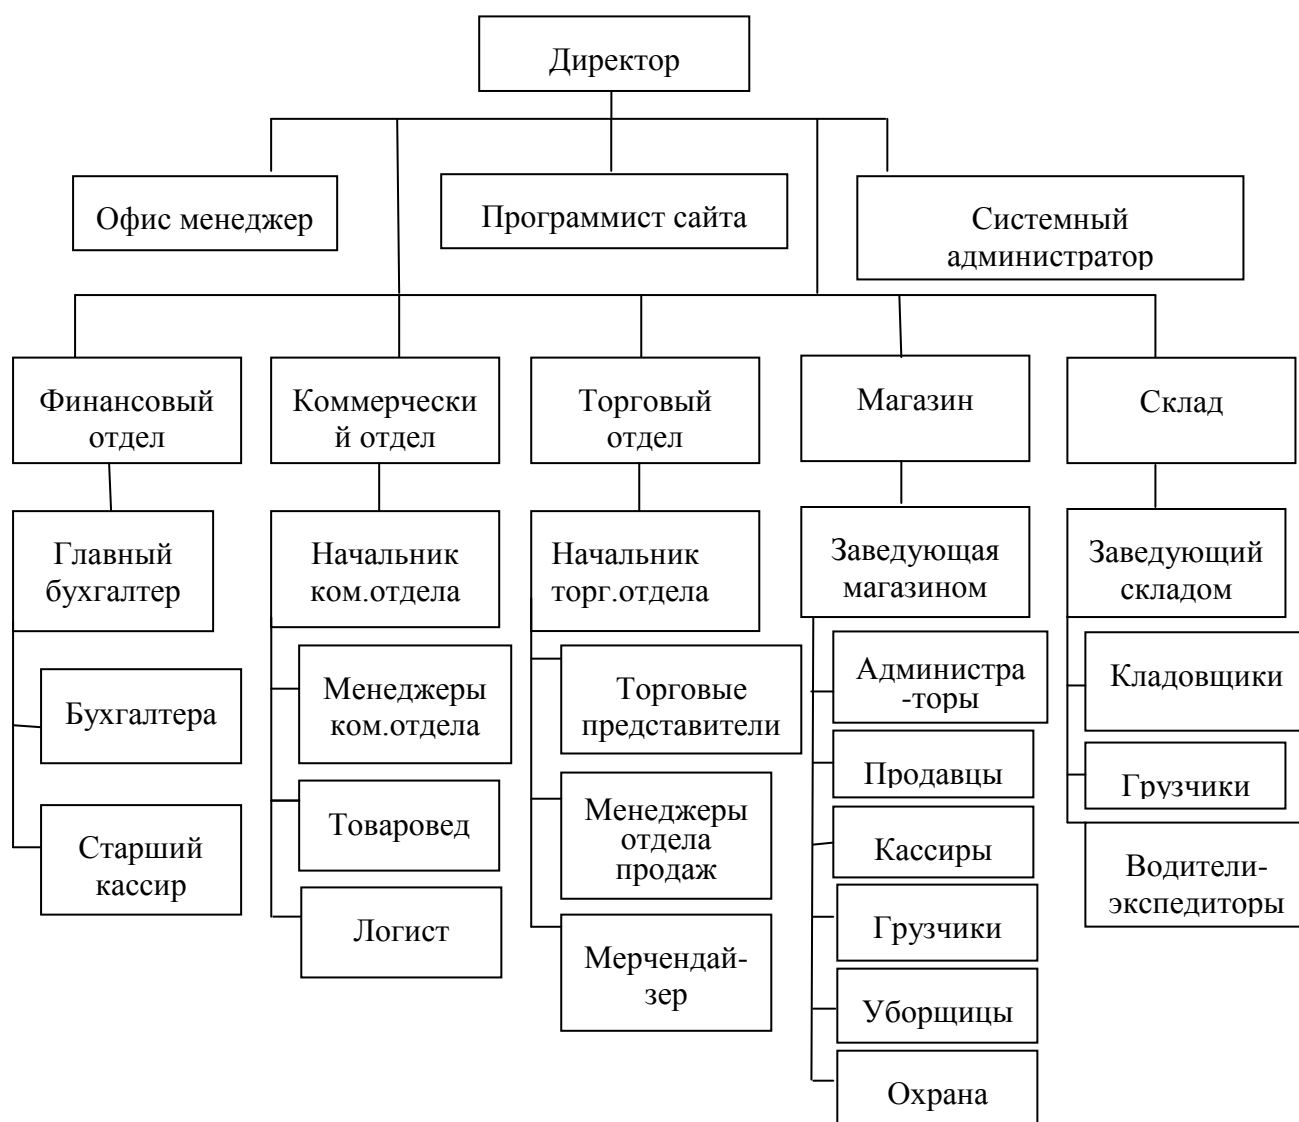 Директор
Офис менеджер
Программист сайта
Системный
администратор
Финансовый
отдел
Коммерчески
й отдел
Торговый
отдел
Магазин
Склад
Главный
бухгалтер
Начальник
ком.отдела
Начальник
торг.отдела
Заведующая
магазином
Заведующий
складом
Бухгалтера
Старший
кассир
Менеджеры
ком.отдела
Товаровед
Логист
Торговые
представители
Менеджеры
отдела
продаж
Мерчендай-
зер
Администра
-торы
Продавцы
Кассиры
Грузчики
Уборщицы
Охрана
Кладовщики
Грузчики
Водители-
экспедиторы